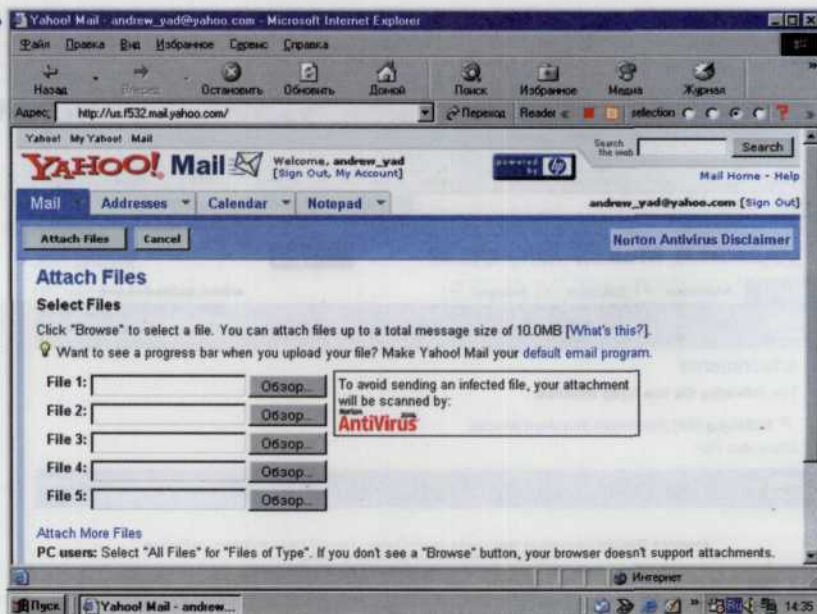 Yahoo! Mail - andrew_yad@yahoo.com - Microsoft Internet Explorer
Файл Правка Вид Избранное Сервис Справка
Назад Вперед Остановить Обновить Домой Поиск Избранное Медиа Журнал
Адрес: http://us.f532.mail.yahoo.com/ Переход Reader selection
Yahoo! My Yahoo! Mail
YAHOO! Mail Welcome, andrew_yad
[Sign Out, My Account] powered by hp Search the web Search
Mail Home - Help
Mail Addresses Calendar Notepad andrew_yad@yahoo.com [Sign Out]
Attach Files Cancel Norton Antivirus Disclaimer
Attach Files
Select Files
Click "Browse" to select a file. You can attach files up to a total message size of 10.0MB [What's this?].
Want to see a progress bar when you upload your file? Make Yahoo! Mail your default email program.
File 1: Обзор...
File 2: Обзор...
File 3: Обзор...
File 4: Обзор...
File 5: Обзор...
To avoid sending an infected file, your attachment
will be scanned by:
Norton
AntiVirus
Attach More Files
PC users: Select "All Files" for "Files of Type". If you don't see a "Browse" button, your browser doesn't support attachments.
Интернет
Пуск Yahoo! Mail - andrew... Ru 14:35